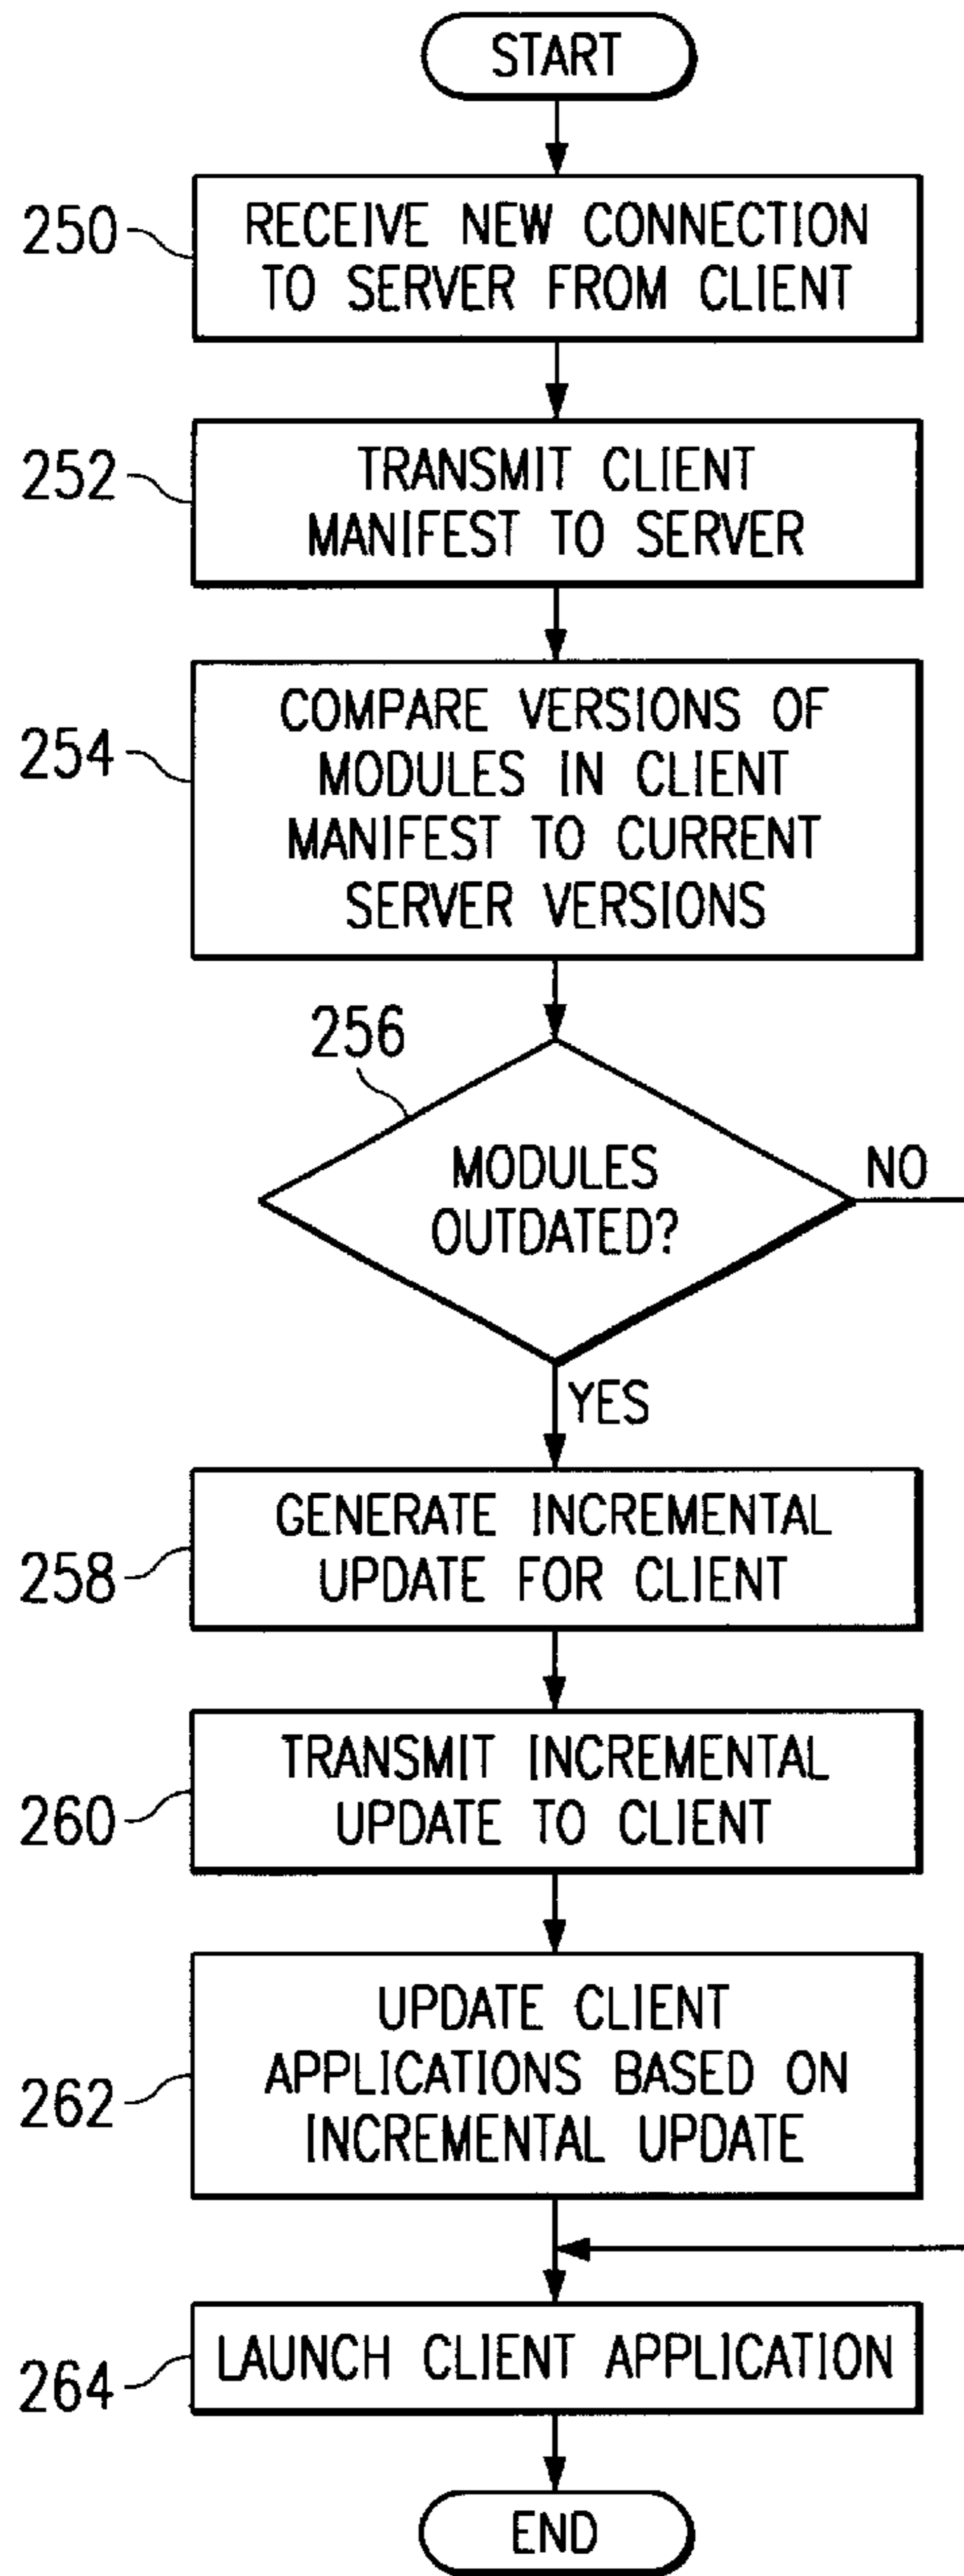 START
250
RECEIVE NEW CONNECTION
TO SERVER FROM CLIENT
252
TRANSMIT CLIENT
MANIFEST TO SERVER
254
COMPARE VERSIONS OF
MODULES IN CLIENT
MANIFEST TO CURRENT
SERVER VERSIONS
256
MODULES
OUTDATED?
NO
YES
258
GENERATE INCREMENTAL
UPDATE FOR CLIENT
260
TRANSMIT INCREMENTAL
UPDATE TO CLIENT
262
UPDATE CLIENT
APPLICATIONS BASED ON
INCREMENTAL UPDATE
264
LAUNCH CLIENT APPLICATION
END